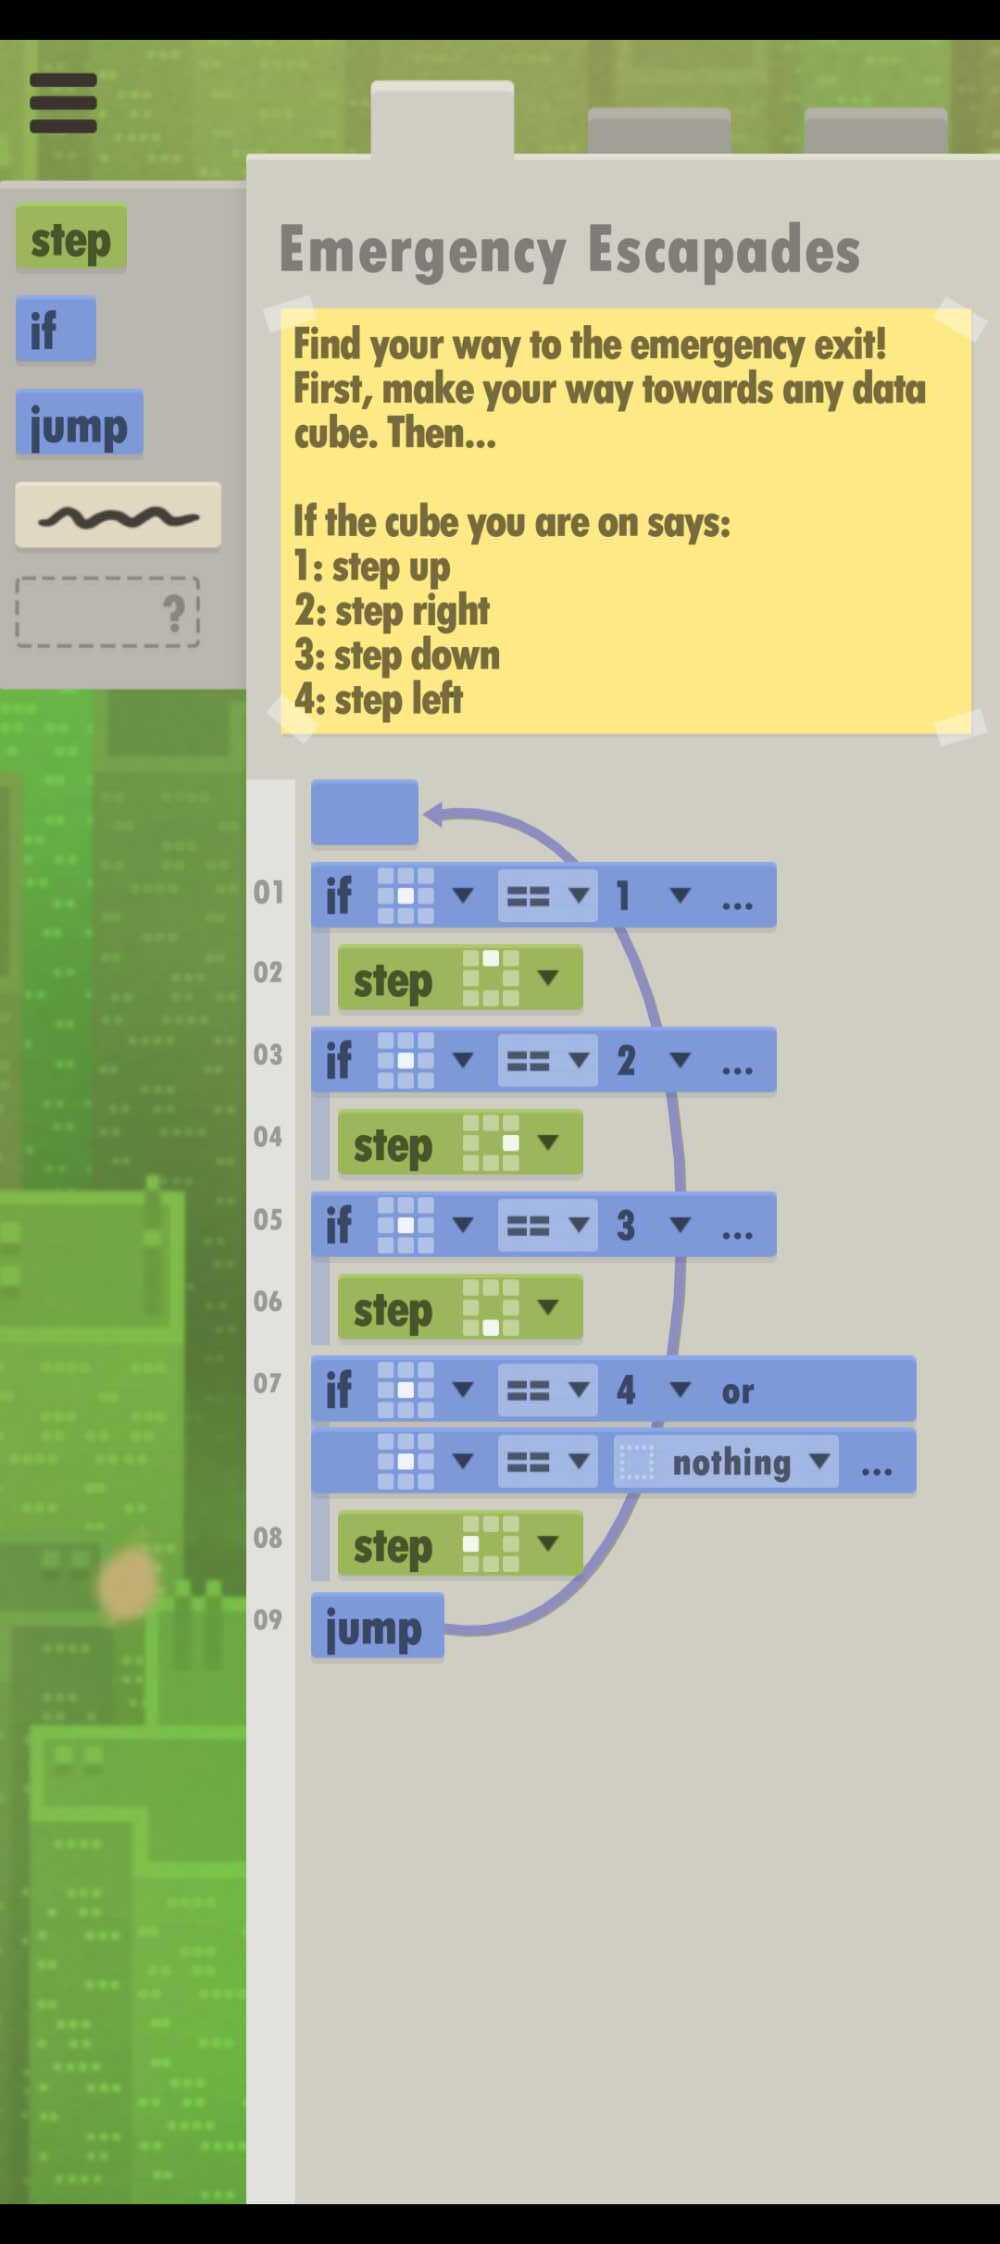 step
if
jump
?
Emergency Escapades
Find your way to the emergency exit!
First, make your way towards any data
cube. Then...
If the cube you are on says:
1: step up
2: step right
3: step down
4: step left
01 if == 1 ...
02 step
03 if == 2 ...
04 step
05 if == 3 ...
06 step
07 if == 4 or
== nothing ...
08 step
09 jump